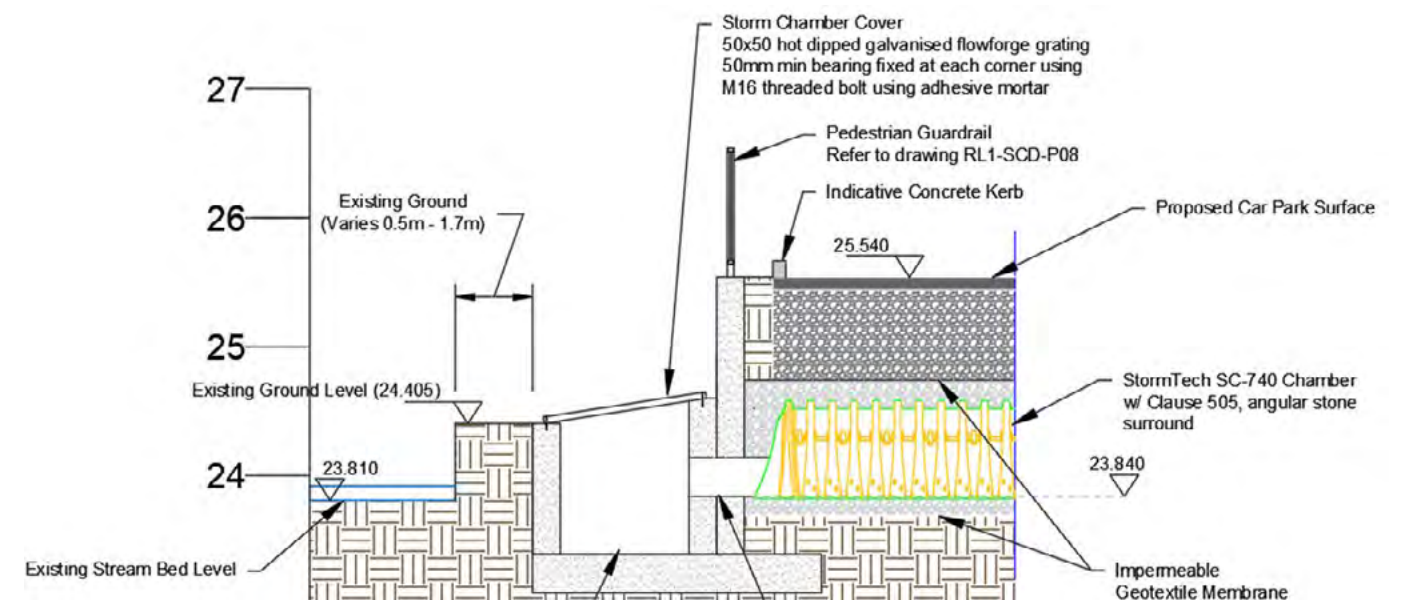 Storm Chamber Cover
50x50 hot dipped galvanised flowforge grating
50mm min bearing fixed at each corner using
M16 threaded bolt using adhesive mortar
27
Pedestrian Guardrail
Refer to drawing RL1-SCD-P08
Indicative Concrete Kerb
Existing Ground
(Varies 0.5m - 1.7m)
26
Proposed Car Park Surface
25.540
25
Existing Ground Level (24.405)
StormTech SC-740 Chamber
w/ Clause 505, angular stone
surround
24
23.810
23.840
Existing Stream Bed Level
Impermeable
Geotextile Membrane